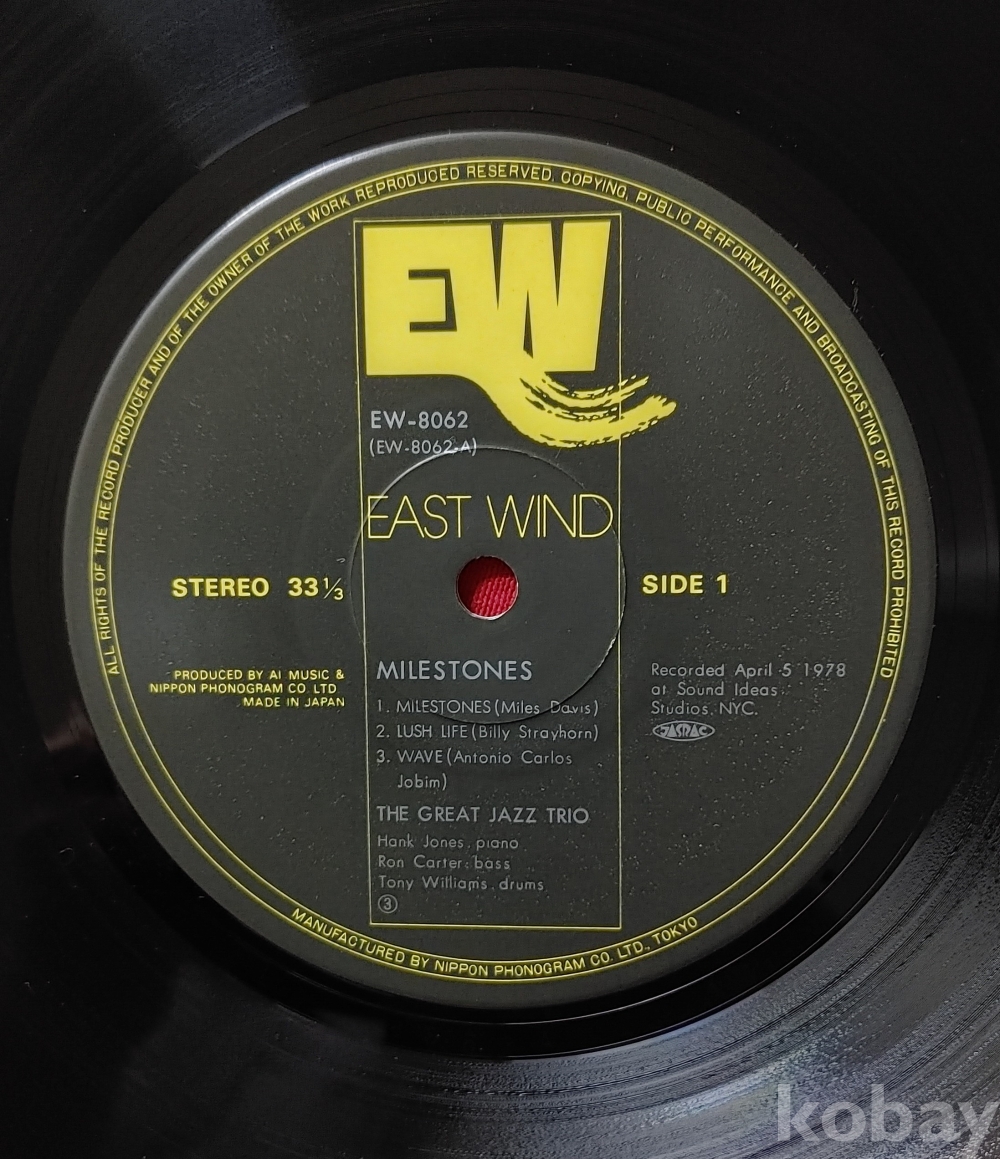 ALL RIGHTS OF THE RECORD PRODUCER AND OF THE OWNER OF THE WORK REPRODUCED RESERVED. COPYING, PUBLIC PERFORMANCE AND BROADCASTING OF THIS RECORD PROHIBITED
EW
EW-8062
(EW-8062-A)
EAST WIND
STEREO 33⅓
SIDE 1
PRODUCED BY AI MUSIC &
NIPPON PHONOGRAM CO. LTD.
MADE IN JAPAN
MILESTONES
1. MILESTONES (Miles Davis)
2. LUSH LIFE (Billy Strayhorn)
3. WAVE (Antonio Carlos
Jobim)
THE GREAT JAZZ TRIO
Hank Jones, piano
Ron Carter, bass
Tony Williams, drums
③
Recorded April 5 1978
at Sound Ideas
Studios, NYC.
JASRAC
MANUFACTURED BY NIPPON PHONOGRAM CO. LTD., TOKYO
kobay